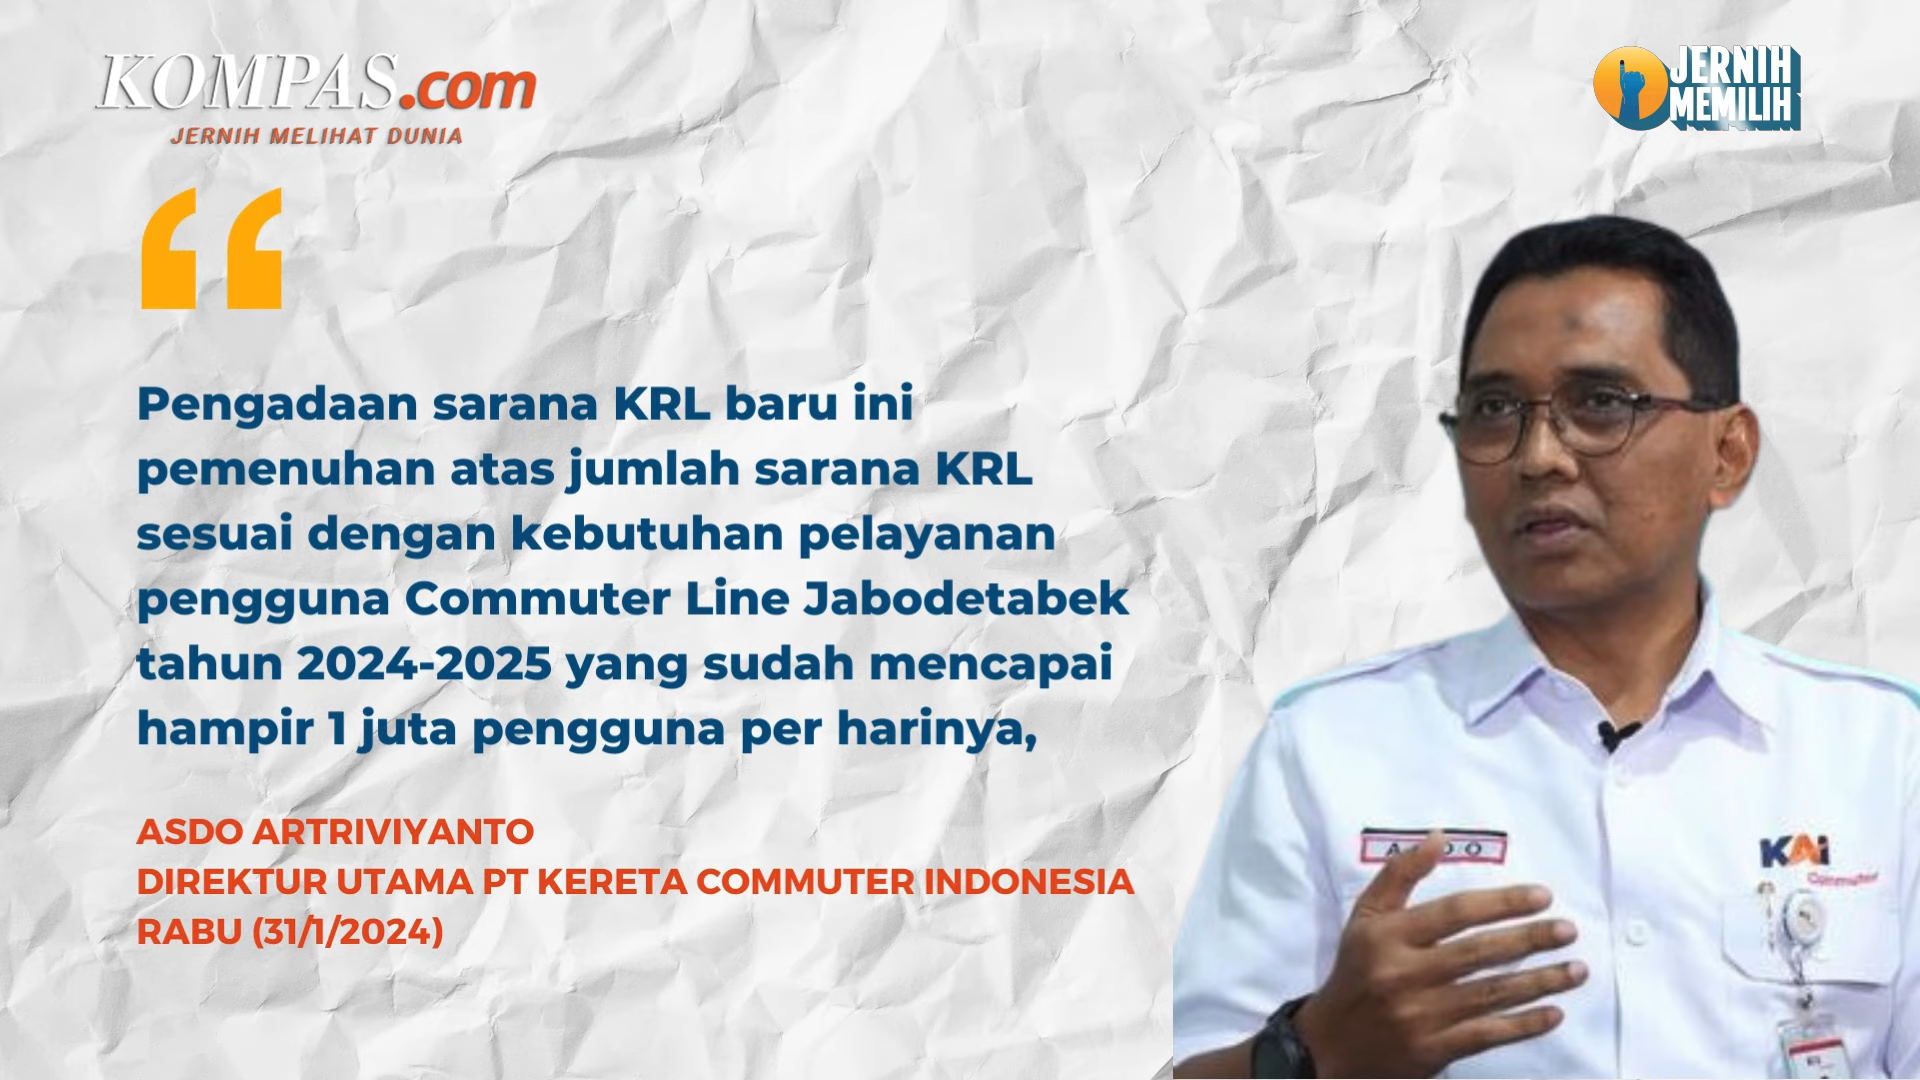 KOMPAS.com
JERNIH MELIHAT DUNIA
JERNIH
MEMILIH
“
Pengadaan sarana KRL baru ini
pemenuhan atas jumlah sarana KRL
sesuai dengan kebutuhan pelayanan
pengguna Commuter Line Jabodetabek
tahun 2024-2025 yang sudah mencapai
hampir 1 juta pengguna per harinya,
ASDO ARTRIVIYANTO
DIREKTUR UTAMA PT KERETA COMMUTER INDONESIA
RABU (31/1/2024)
ASDO
KAI
Commuter